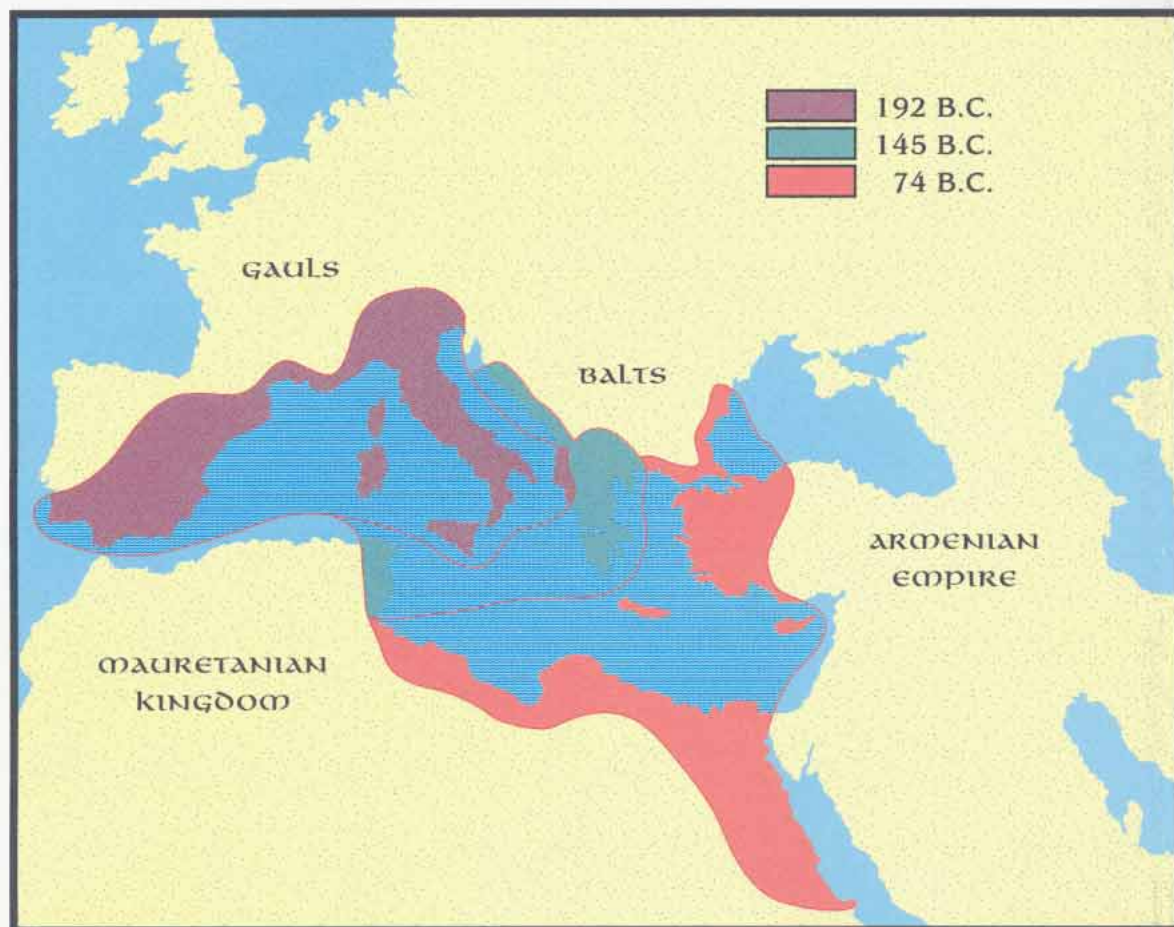 192 B.C.
145 B.C.
74 B.C.
GAULS
BALTS
ARMENIAN
EMPIRE
MAURETANIAN
KINGDOM